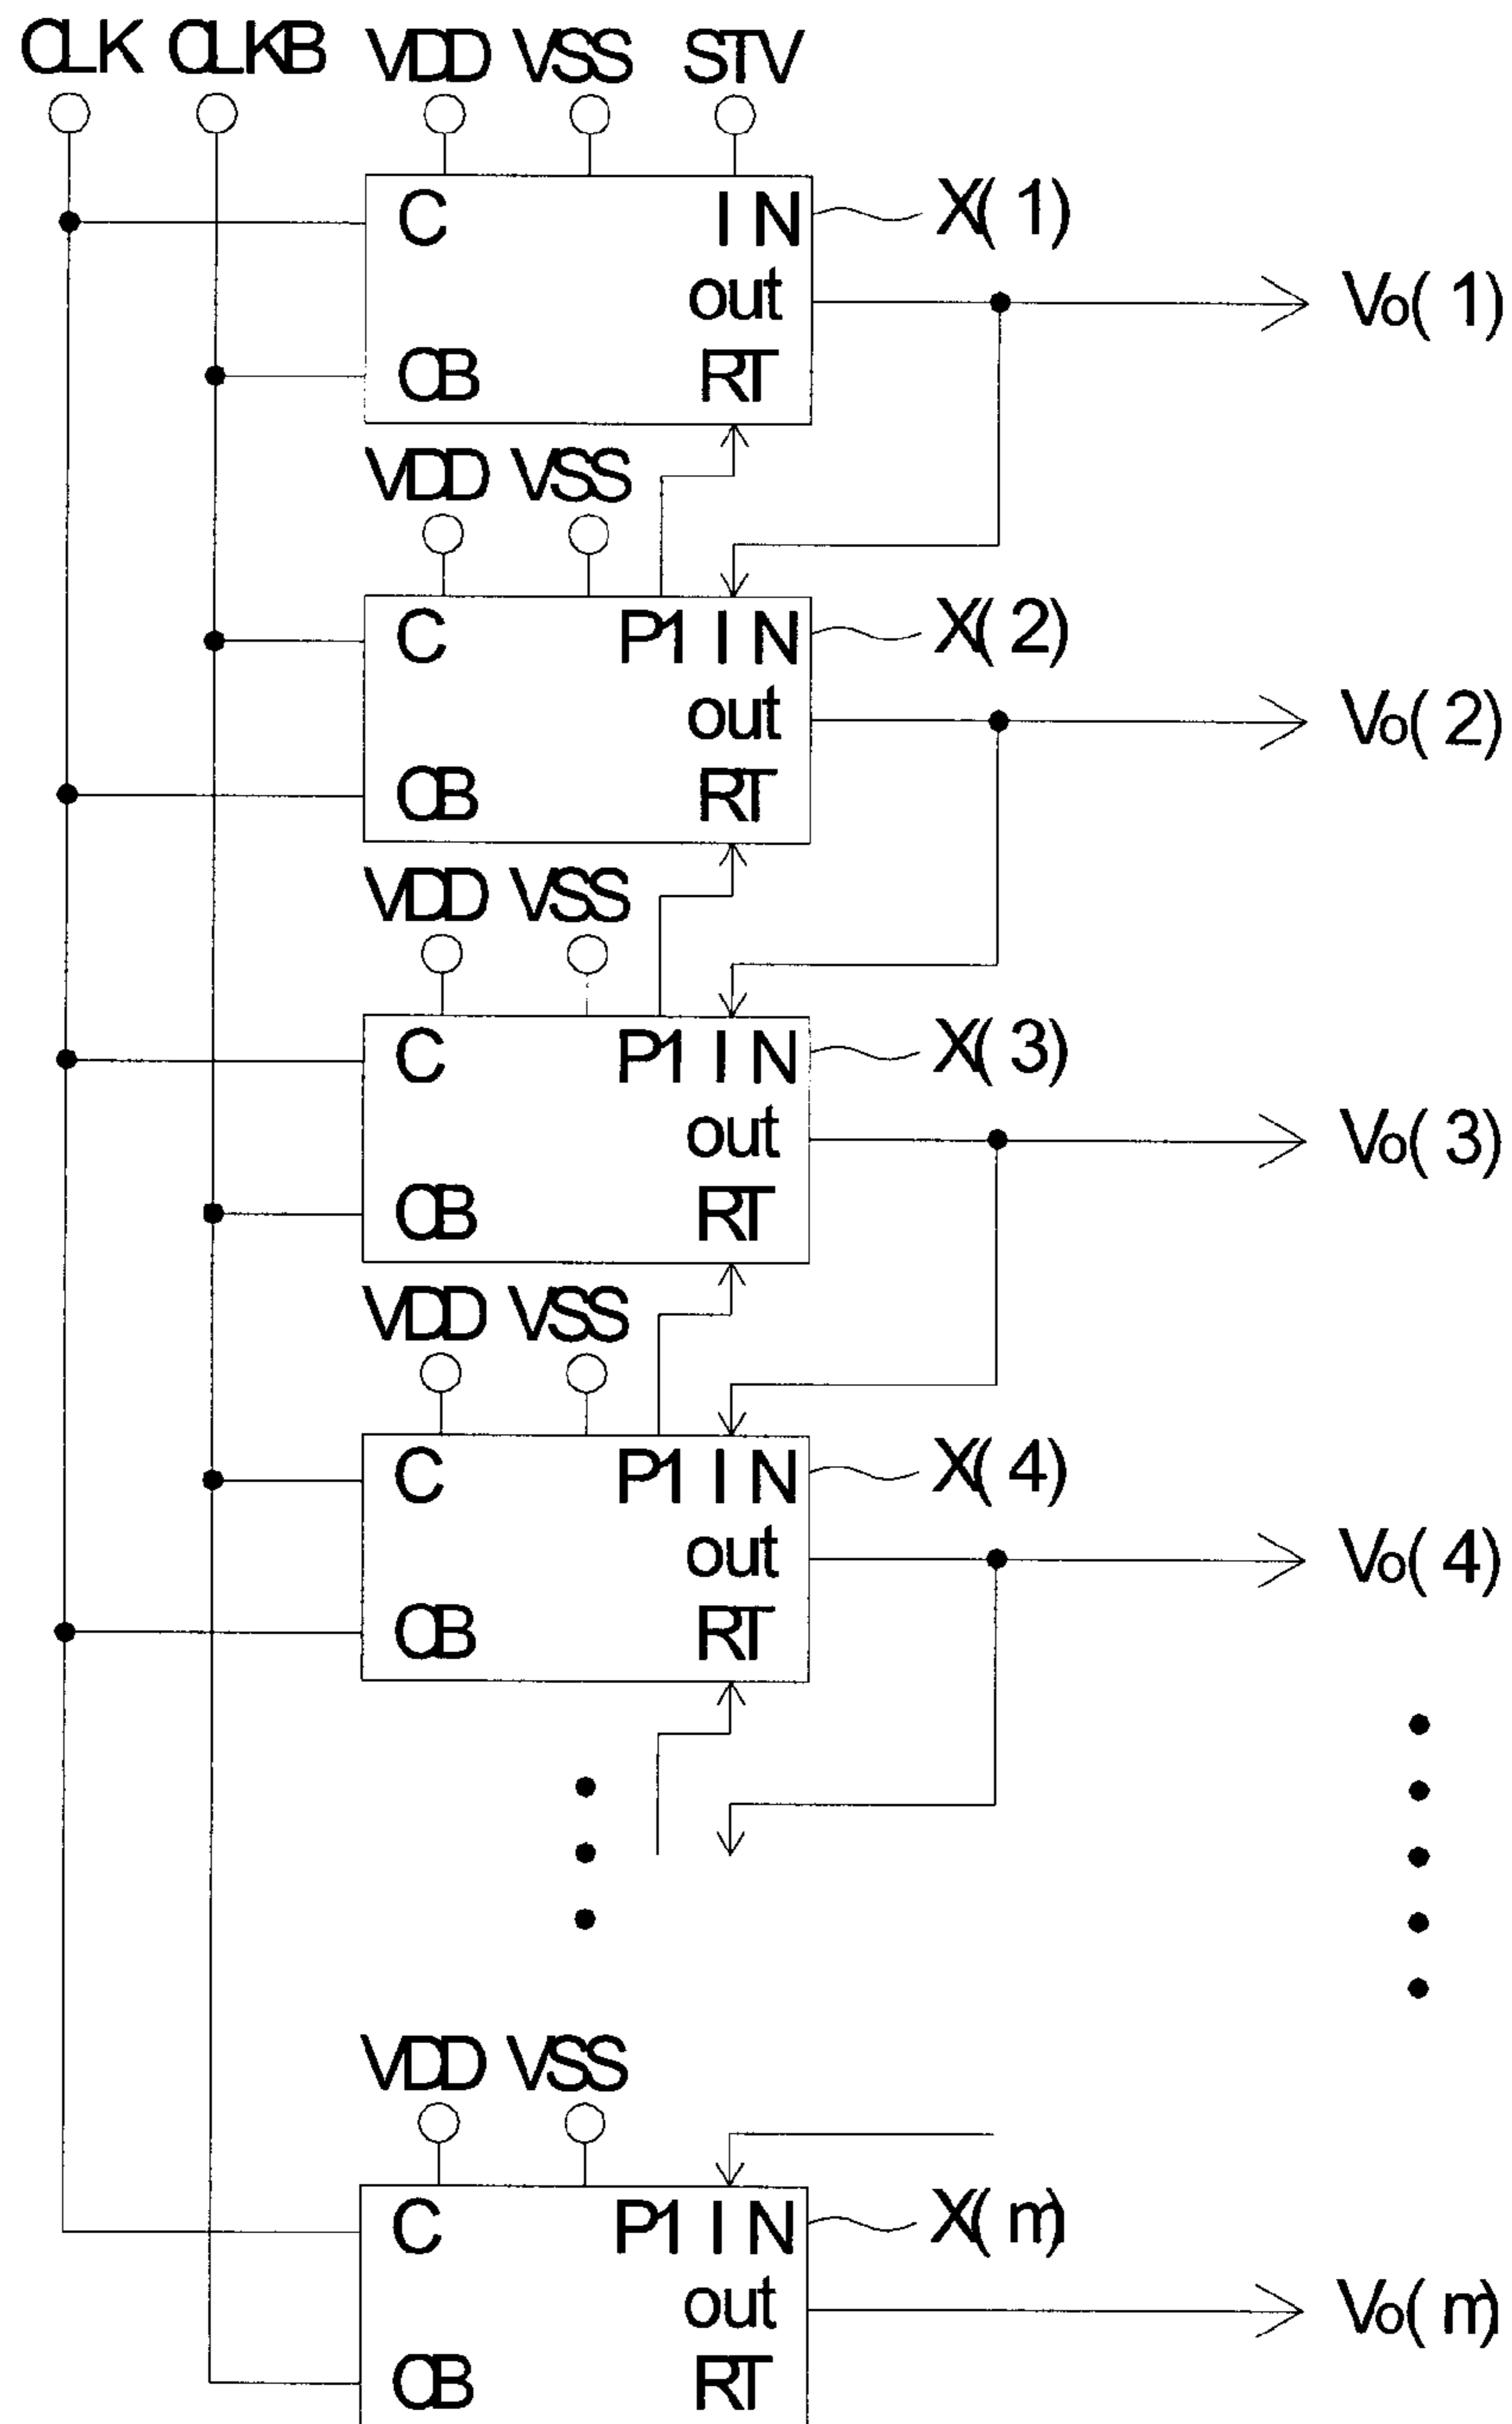 CLK CLKB VDD VSS STV
C IN X(1)
out Vo(1)
CB RT
VDD VSS
C P1 IN X(2)
out Vo(2)
CB RT
VDD VSS
C P1 IN X(3)
out Vo(3)
CB RT
VDD VSS
C P1 IN X(4)
out Vo(4)
CB RT
VDD VSS
C P1 IN X(m)
out Vo(m)
CB RT